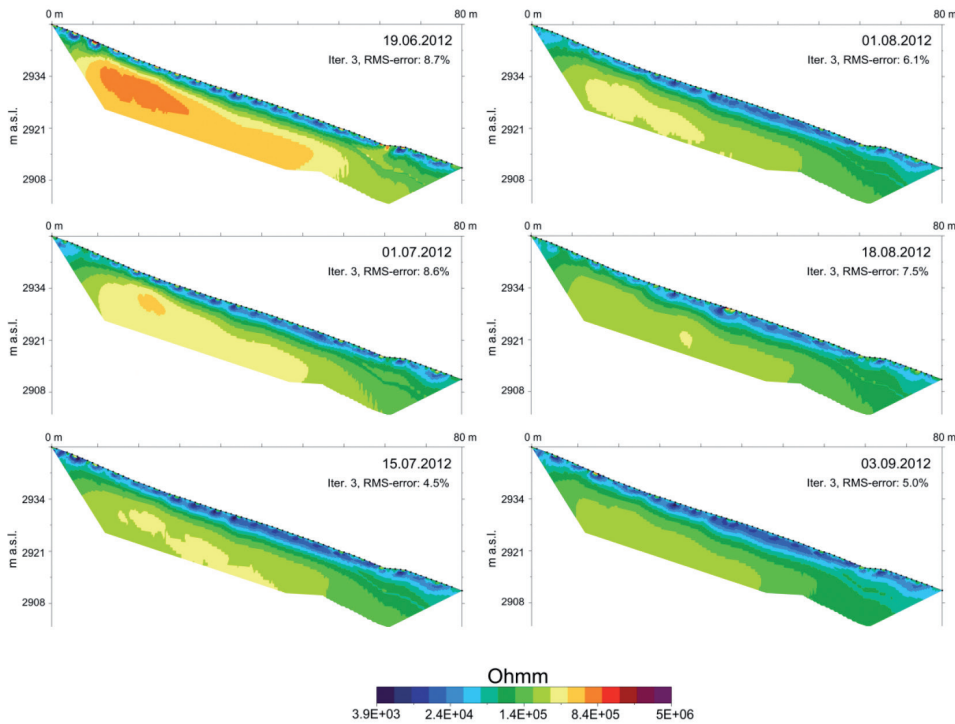 0 m 80 m
19.06.2012
Iter. 3, RMS-error: 8.7%
2934
2921
2908
m a.s.l.
0 m 80 m
01.08.2012
Iter. 3, RMS-error: 6.1%
2934
2921
2908
0 m 80 m
01.07.2012
Iter. 3, RMS-error: 8.6%
2934
2921
2908
m a.s.l.
0 m 80 m
18.08.2012
Iter. 3, RMS-error: 7.5%
2934
2921
2908
m a.s.l.
0 m 80 m
15.07.2012
Iter. 3, RMS-error: 4.5%
2934
2921
2908
m a.s.l.
0 m 80 m
03.09.2012
Iter. 3, RMS-error: 5.0%
2934
2921
2908
m a.s.l.
Ohmm
3.9E+03 2.4E+04 1.4E+05 8.4E+05 5E+06